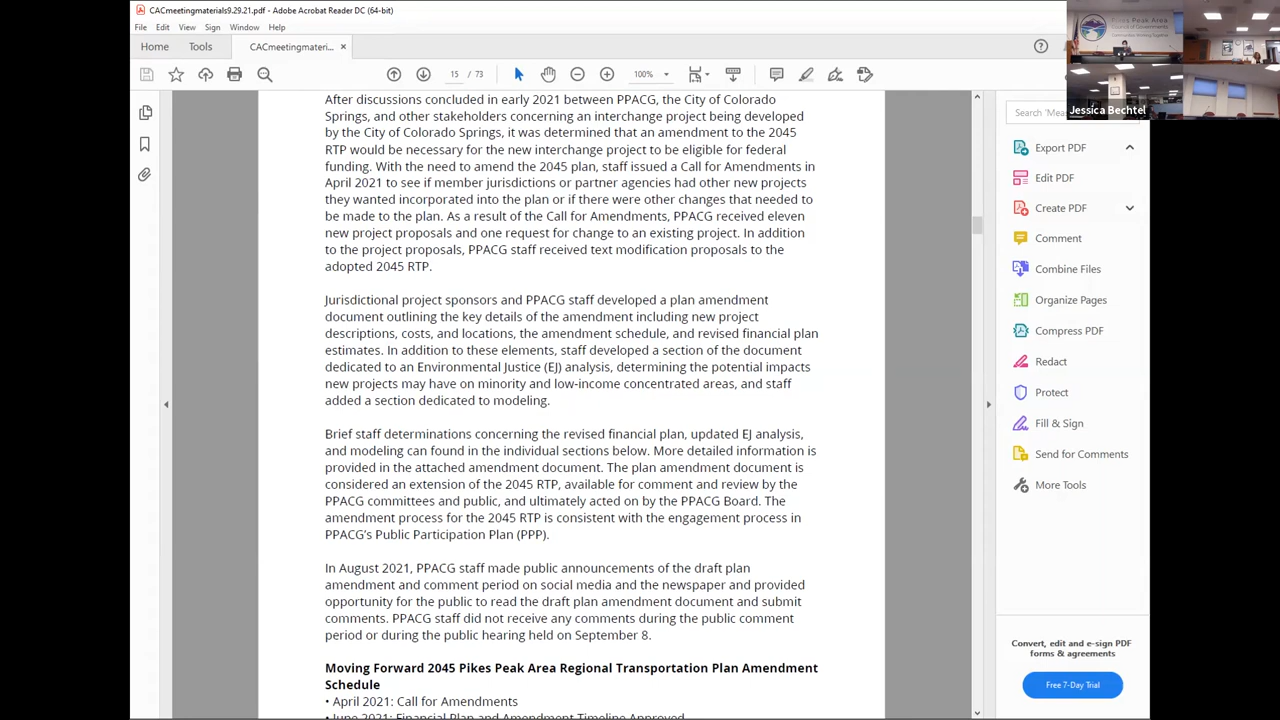 CACmeetingmaterials9.29.21.pdf - Adobe Acrobat Reader DC (64-bit)
File Edit View Sign Window Help
Home Tools CACmeetingmateri... ×
15 / 73 100%
After discussions concluded in early 2021 between PPACG, the City of Colorado
Springs, and other stakeholders concerning an interchange project being developed
by the City of Colorado Springs, it was determined that an amendment to the 2045
RTP would be necessary for the new interchange project to be eligible for federal
funding. With the need to amend the 2045 plan, staff issued a Call for Amendments in
April 2021 to see if member jurisdictions or partner agencies had other new projects
they wanted incorporated into the plan or if there were other changes that needed to
be made to the plan. As a result of the Call for Amendments, PPACG received eleven
new project proposals and one request for change to an existing project. In addition
to the project proposals, PPACG staff received text modification proposals to the
adopted 2045 RTP.
Jurisdictional project sponsors and PPACG staff developed a plan amendment
document outlining the key details of the amendment including new project
descriptions, costs, and locations, the amendment schedule, and revised financial plan
estimates. In addition to these elements, staff developed a section of the document
dedicated to an Environmental Justice (EJ) analysis, determining the potential impacts
new projects may have on minority and low-income concentrated areas, and staff
added a section dedicated to modeling.
Brief staff determinations concerning the revised financial plan, updated EJ analysis,
and modeling can found in the individual sections below. More detailed information is
provided in the attached amendment document. The plan amendment document is
considered an extension of the 2045 RTP, available for comment and review by the
PPACG committees and public, and ultimately acted on by the PPACG Board. The
amendment process for the 2045 RTP is consistent with the engagement process in
PPACG's Public Participation Plan (PPP).
In August 2021, PPACG staff made public announcements of the draft plan
amendment and comment period on social media and the newspaper and provided
opportunity for the public to read the draft plan amendment document and submit
comments. PPACG staff did not receive any comments during the public comment
period or during the public hearing held on September 8.
Moving Forward 2045 Pikes Peak Area Regional Transportation Plan Amendment
Schedule
• April 2021: Call for Amendments
• June 2021: Financial Plan and Amendment Timeline Approved
Pikes Peak Area
Council of Governments
Communities Working Together
Jessica Bechtel
Search 'Mea
Export PDF
Edit PDF
Create PDF
Comment
Combine Files
Organize Pages
Compress PDF
Redact
Protect
Fill & Sign
Send for Comments
More Tools
Convert, edit and e-sign PDF
forms & agreements
Free 7-Day Trial